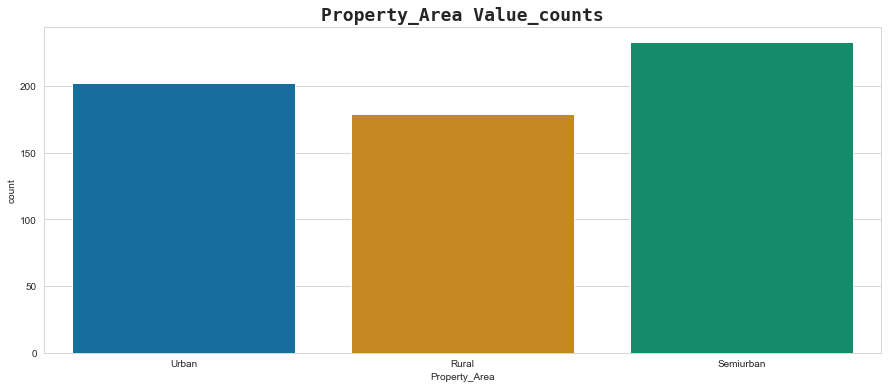 Property_Area Value_counts
count
200
150
100
50
0
Urban
Rural
Semiurban
Property_Area